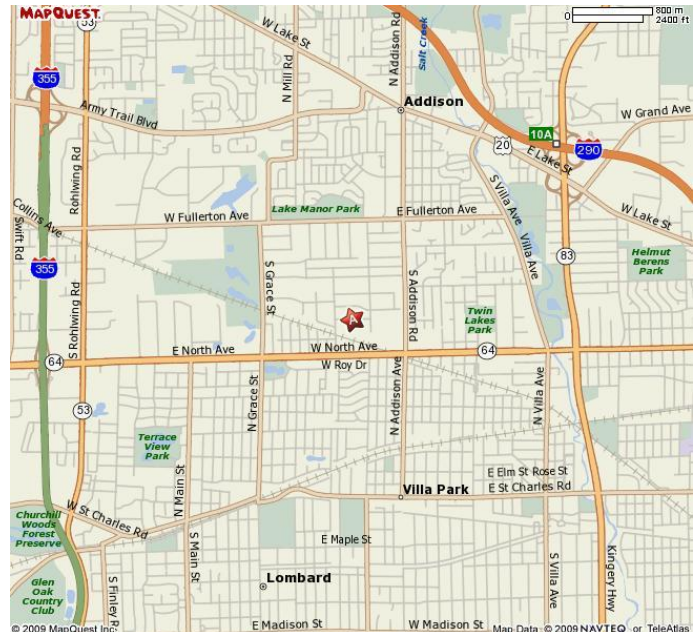 MAPQUEST
N Addison Rd
Salt Creek
0 800 m
2400 ft
W Lake St
N Mill Rd
355
Army Trail Blvd
Addison
W Grand Ave
10A
20
290
E Lake St
Rohlwing Rd
53
Collins Ave
Swift Rd
W Fullerton Ave
Lake Manor Park
E Fullerton Ave
S Villa Ave
Villa Ave
W Lake St
83
Helmut Berens Park
355
S Rohlwing Rd
S Grace St
A
S Addison Rd
Twin Lakes Park
64
E North Ave
W North Ave
64
W Roy Dr
53
N Grace St
N Addison Ave
N Villa Ave
Terrace View Park
N Main St
E Elm St
Rose St
E St Charles Rd
Villa Park
W St Charles Rd
Churchill Woods Forest Preserve
S Main St
E Maple St
Kingery Hwy
Glen Oak Country Club
S Finley Rd
Lombard
S Villa Ave
E Madison St
W Madison St
© 2009 MapQuest Inc.
Map Data © 2009 NAVTEQ or TeleAtlas